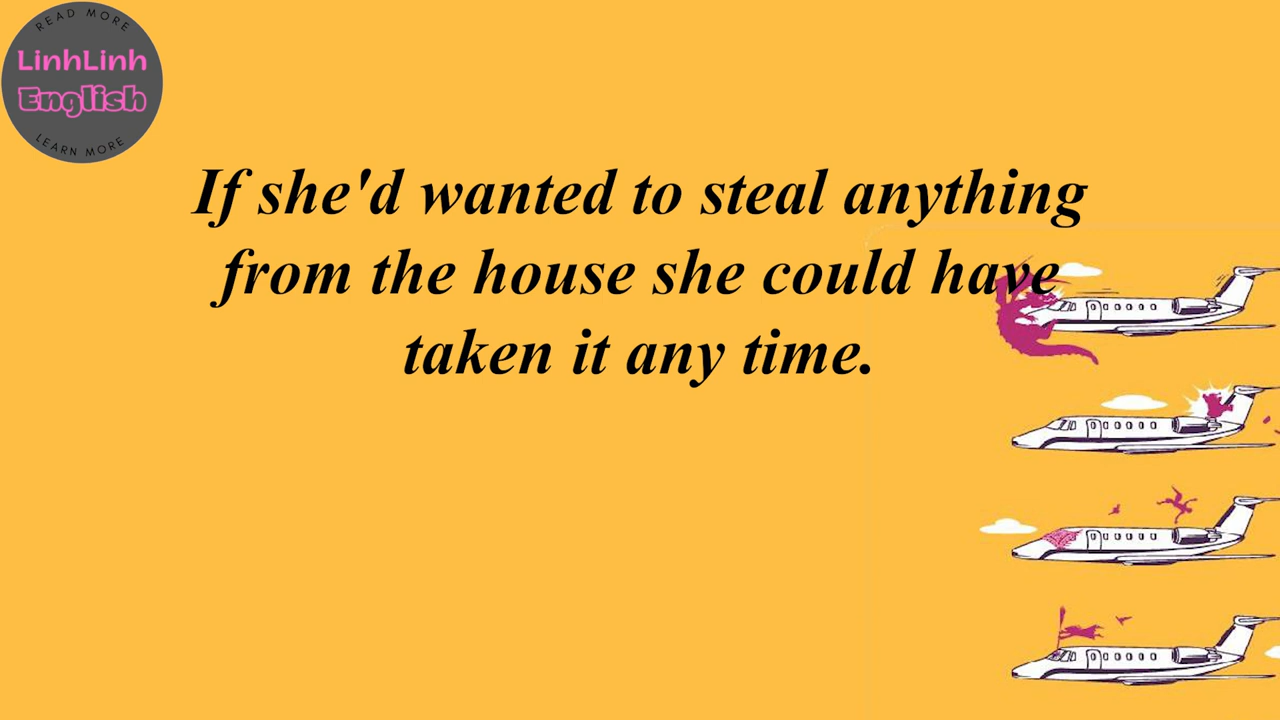 READ MORE
LinhLinh
English
LEARN MORE
If she'd wanted to steal anything
from the house she could have
taken it any time.